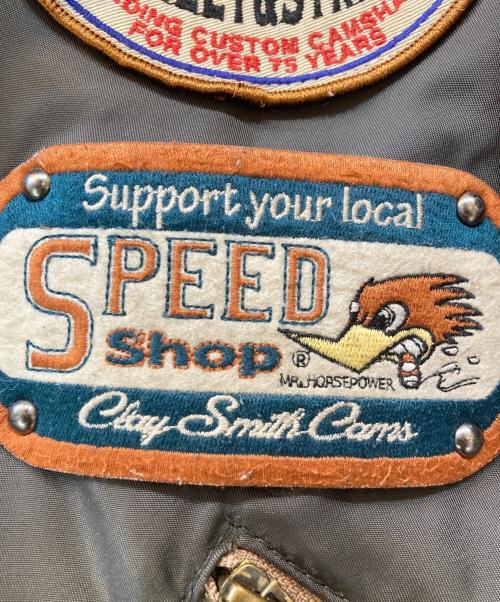 CUSTOM CAMSHA
FOR OVER 75 YEARS
Support your local
SPEED
Shop ®
MR. HORSEPOWER
Clay Smith Cams